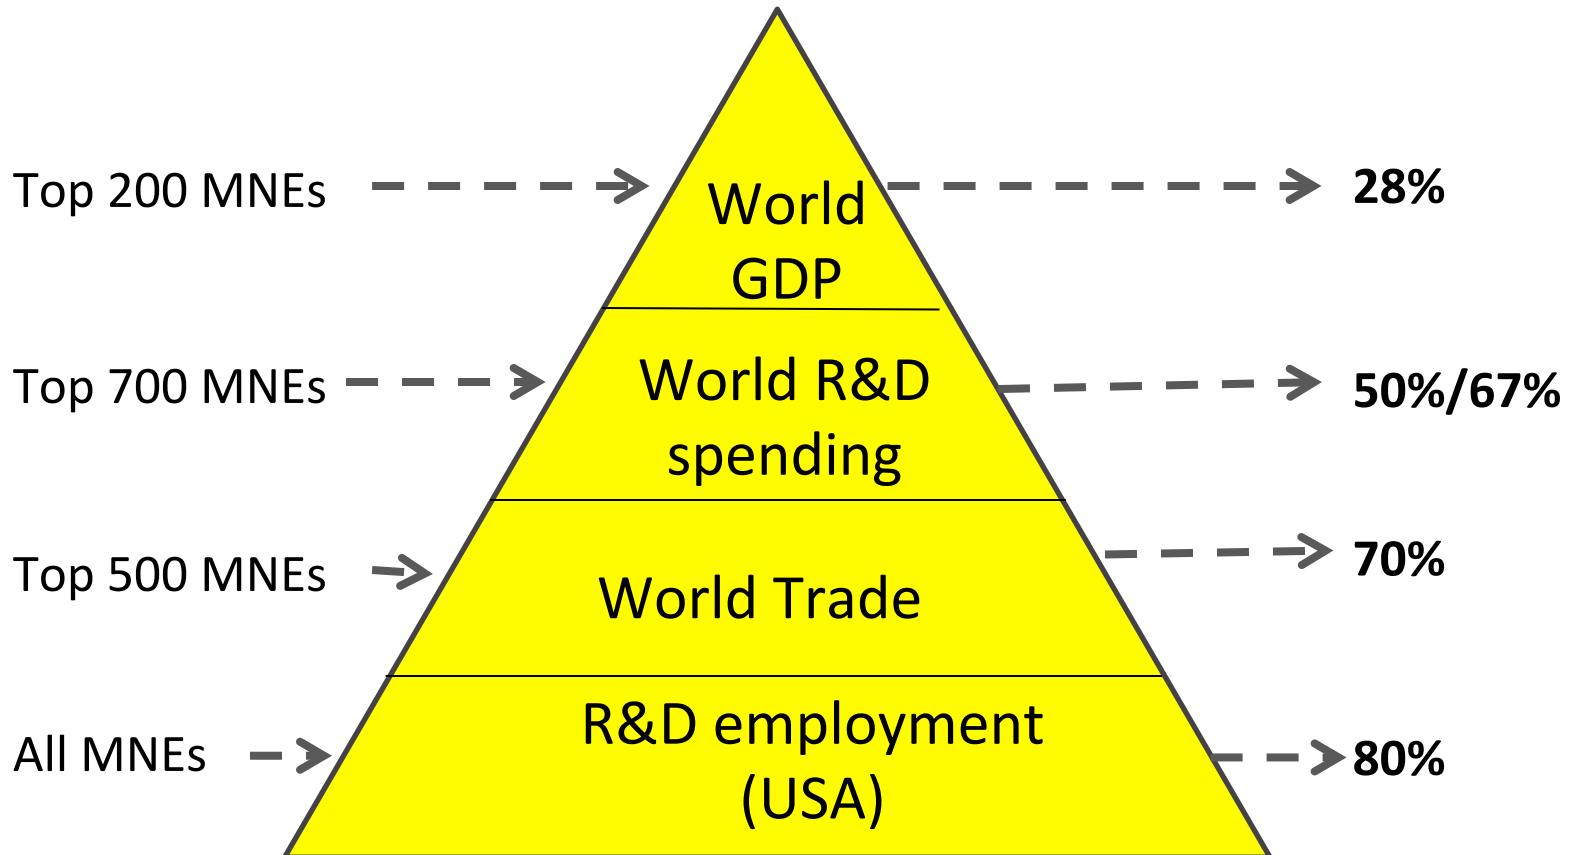 Top 200 MNEs
World
GDP
28%
Top 700 MNEs
World R&D
spending
50%/67%
Top 500 MNEs
World Trade
70%
All MNEs
R&D employment
(USA)
80%